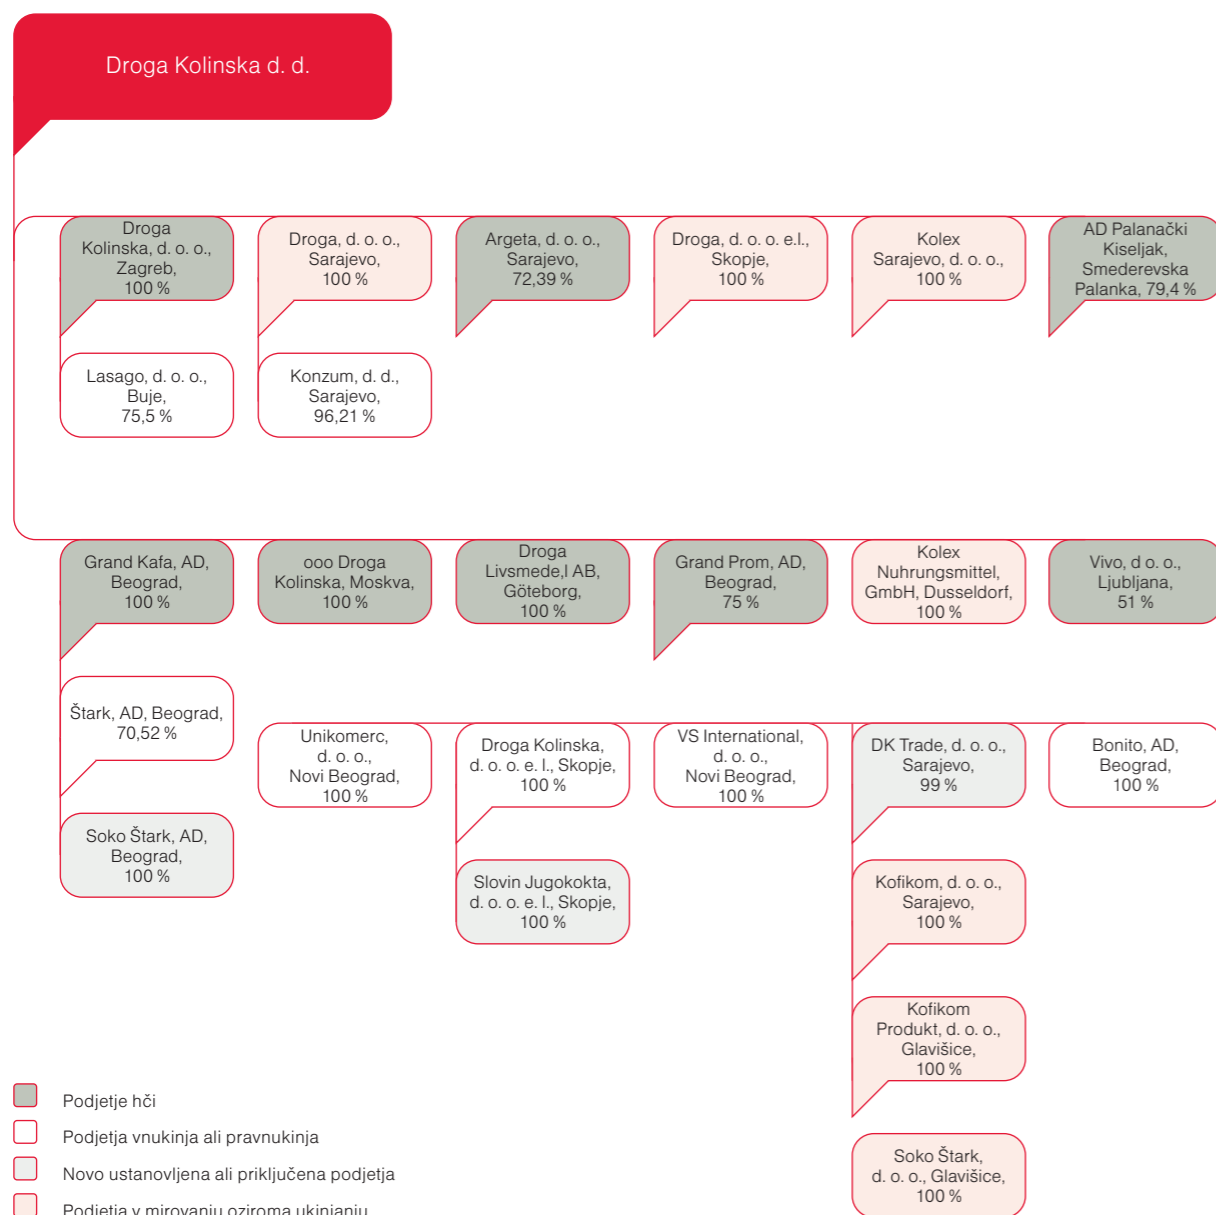 Droga Kolinska d. d.
Droga
Kolinska, d. o. o.,
Zagreb,
100 %
Droga, d. o. o.,
Sarajevo,
100 %
Argeta, d. o. o.,
Sarajevo,
72,39 %
Droga, d. o. o. e.l.,
Skopje,
100 %
Kolex
Sarajevo, d. o. o.,
100 %
AD Palanački
Kiseljak,
Smederevska
Palanka, 79,4 %
Lasago, d. o. o.,
Buje,
75,5 %
Konzum, d. d.,
Sarajevo,
96,21 %
Grand Kafa, AD,
Beograd,
100 %
ooo Droga
Kolinska, Moskva,
100 %
Droga
Livsmede,l AB,
Göteborg,
100 %
Grand Prom, AD,
Beograd,
75 %
Kolex
Nuhrungsmittel,
GmbH, Dusseldorf,
100 %
Vivo, d o. o.,
Ljubljana,
51 %
Štark, AD, Beograd,
70,52 %
Unikomerc,
d. o. o.,
Novi Beograd,
100 %
Droga Kolinska,
d. o. o. e. l., Skopje,
100 %
VS International,
d. o. o.,
Novi Beograd,
100 %
DK Trade, d. o. o.,
Sarajevo,
99 %
Bonito, AD,
Beograd,
100 %
Soko Štark, AD,
Beograd,
100 %
Slovin Jugokokta,
d. o. o. e. l., Skopje,
100 %
Kofikom, d. o. o.,
Sarajevo,
100 %
Kofikom
Produkt, d. o. o.,
Glavišice,
100 %
Soko Štark,
d. o. o., Glavišice,
100 %
Podjetje hči
Podjetja vnukinja ali pravnukinja
Novo ustanovljena ali priključena podjetja
Podjetja v mirovanju oziroma ukinjanju